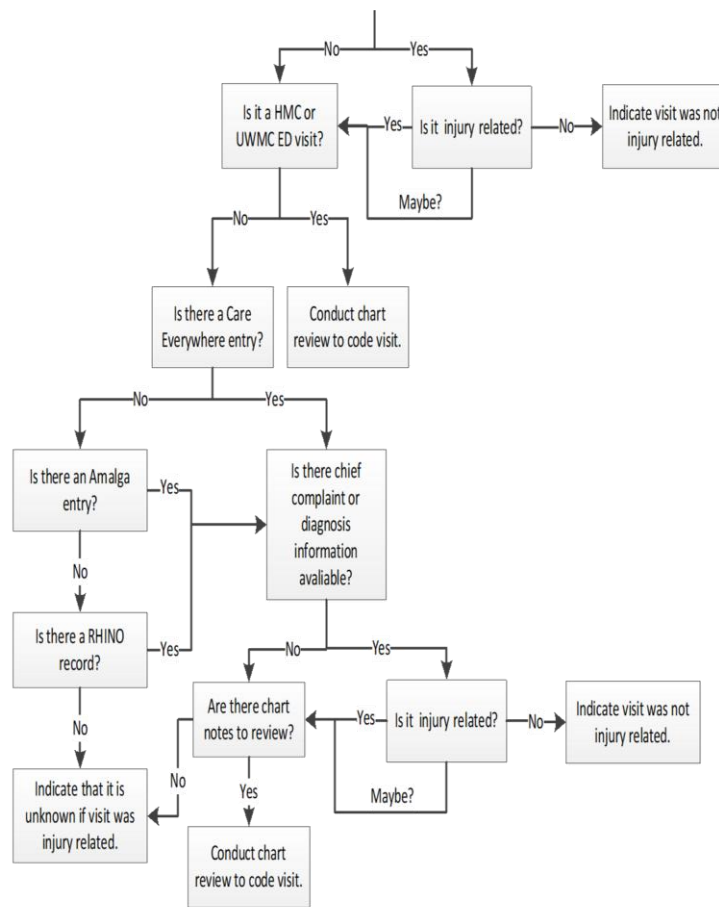 No
Yes
Is it a HMC or
UWMC ED visit?
Yes
Is it injury related?
No
Indicate visit was not
injury related.
Maybe?
No
Yes
Is there a Care
Everywhere entry?
Conduct chart
review to code visit.
No
Yes
Is there an Amalga
entry?
Yes
Is there chief
complaint or
diagnosis
information
avaliable?
No
Is there a RHINO
record?
Yes
No
Yes
No
Are there chart
notes to review?
Yes
Is it injury related?
No
Indicate visit was not
injury related.
Maybe?
No
Yes
Indicate that it is
unknown if visit was
injury related.
Conduct chart
review to code visit.